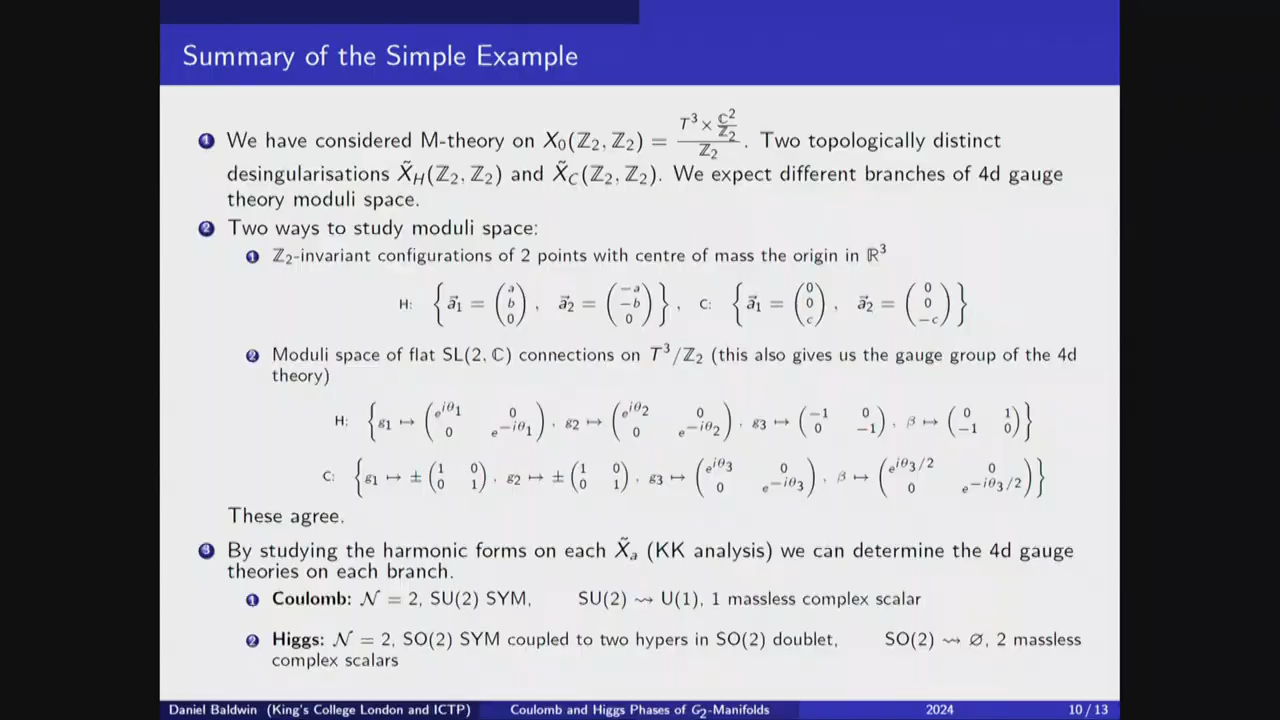 Summary of the Simple Example
1 We have considered M-theory on X₀(ℤ₂, ℤ₂) = (T³ × ℂ²/ℤ₂)/ℤ₂. Two topologically distinct
desingularisations X̃_H(ℤ₂, ℤ₂) and X̃_C(ℤ₂, ℤ₂). We expect different branches of 4d gauge
theory moduli space.
2 Two ways to study moduli space:
1 ℤ₂-invariant configurations of 2 points with centre of mass the origin in ℝ³
H: { a⃗₁ = (a b 0), a⃗₂ = (−a −b 0) }, C: { a⃗₁ = (0 0 c), a⃗₂ = (0 0 −c) }
2 Moduli space of flat SL(2, ℂ) connections on T³/ℤ₂ (this also gives us the gauge group of the 4d
theory)
H: { g₁ ↦ (e^{iθ₁} 0; 0 e^{−iθ₁}), g₂ ↦ (e^{iθ₂} 0; 0 e^{−iθ₂}), g₃ ↦ (−1 0; 0 −1), β ↦ (0 1; −1 0) }
C: { g₁ ↦ ± (1 0; 0 1), g₂ ↦ ± (1 0; 0 1), g₃ ↦ (e^{iθ₃} 0; 0 e^{−iθ₃}), β ↦ (e^{iθ₃/2} 0; 0 e^{−iθ₃/2}) }
These agree.
3 By studying the harmonic forms on each X̃ₐ (KK analysis) we can determine the 4d gauge
theories on each branch.
1 Coulomb: 𝒩 = 2, SU(2) SYM, SU(2) ⇝ U(1), 1 massless complex scalar
2 Higgs: 𝒩 = 2, SO(2) SYM coupled to two hypers in SO(2) doublet, SO(2) ⇝ ∅, 2 massless
complex scalars
Daniel Baldwin (King's College London and ICTP) Coulomb and Higgs Phases of G₂-Manifolds 2024 10 / 13